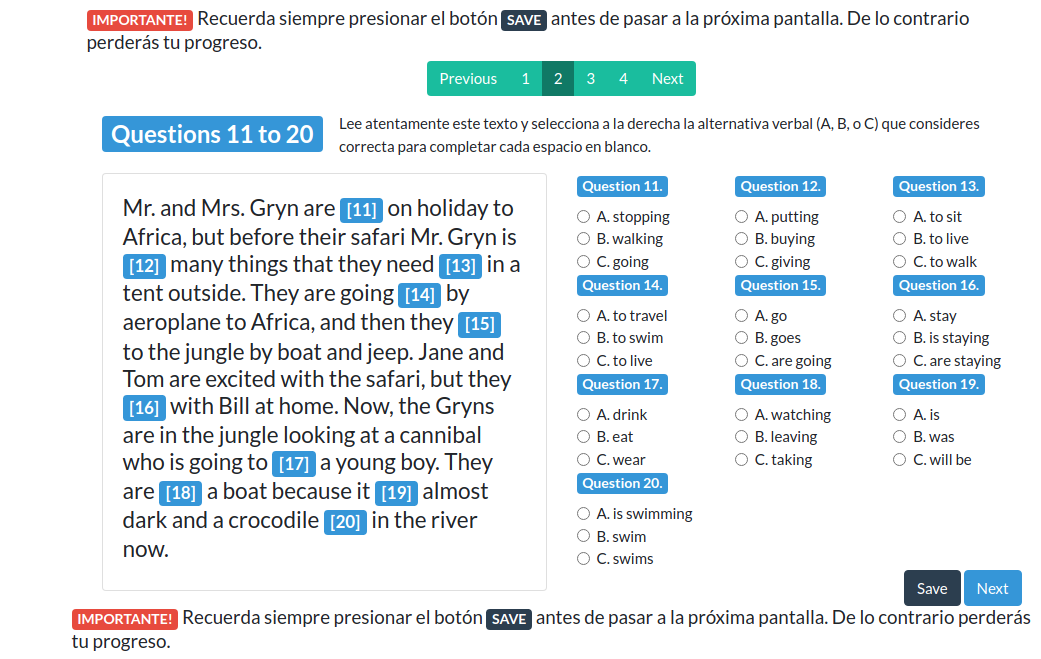 IMPORTANTE! Recuerda siempre presionar el botón SAVE antes de pasar a la próxima pantalla. De lo contrario
perderás tu progreso.
Previous 1 2 3 4 Next
Questions 11 to 20
Lee atentamente este texto y selecciona a la derecha la alternativa verbal (A, B, o C) que consideres
correcta para completar cada espacio en blanco.
Mr. and Mrs. Gryn are [11] on holiday to
Africa, but before their safari Mr. Gryn is
[12] many things that they need [13] in a
tent outside. They are going [14] by
aeroplane to Africa, and then they [15]
to the jungle by boat and jeep. Jane and
Tom are excited with the safari, but they
[16] with Bill at home. Now, the Gryns
are in the jungle looking at a cannibal
who is going to [17] a young boy. They
are [18] a boat because it [19] almost
dark and a crocodile [20] in the river
now.
Question 11.
A. stopping
B. walking
C. going
Question 12.
A. putting
B. buying
C. giving
Question 13.
A. to sit
B. to live
C. to walk
Question 14.
A. to travel
B. to swim
C. to live
Question 15.
A. go
B. goes
C. are going
Question 16.
A. stay
B. is staying
C. are staying
Question 17.
A. drink
B. eat
C. wear
Question 18.
A. watching
B. leaving
C. taking
Question 19.
A. is
B. was
C. will be
Question 20.
A. is swimming
B. swim
C. swims
Save Next
IMPORTANTE! Recuerda siempre presionar el botón SAVE antes de pasar a la próxima pantalla. De lo contrario perderás
tu progreso.